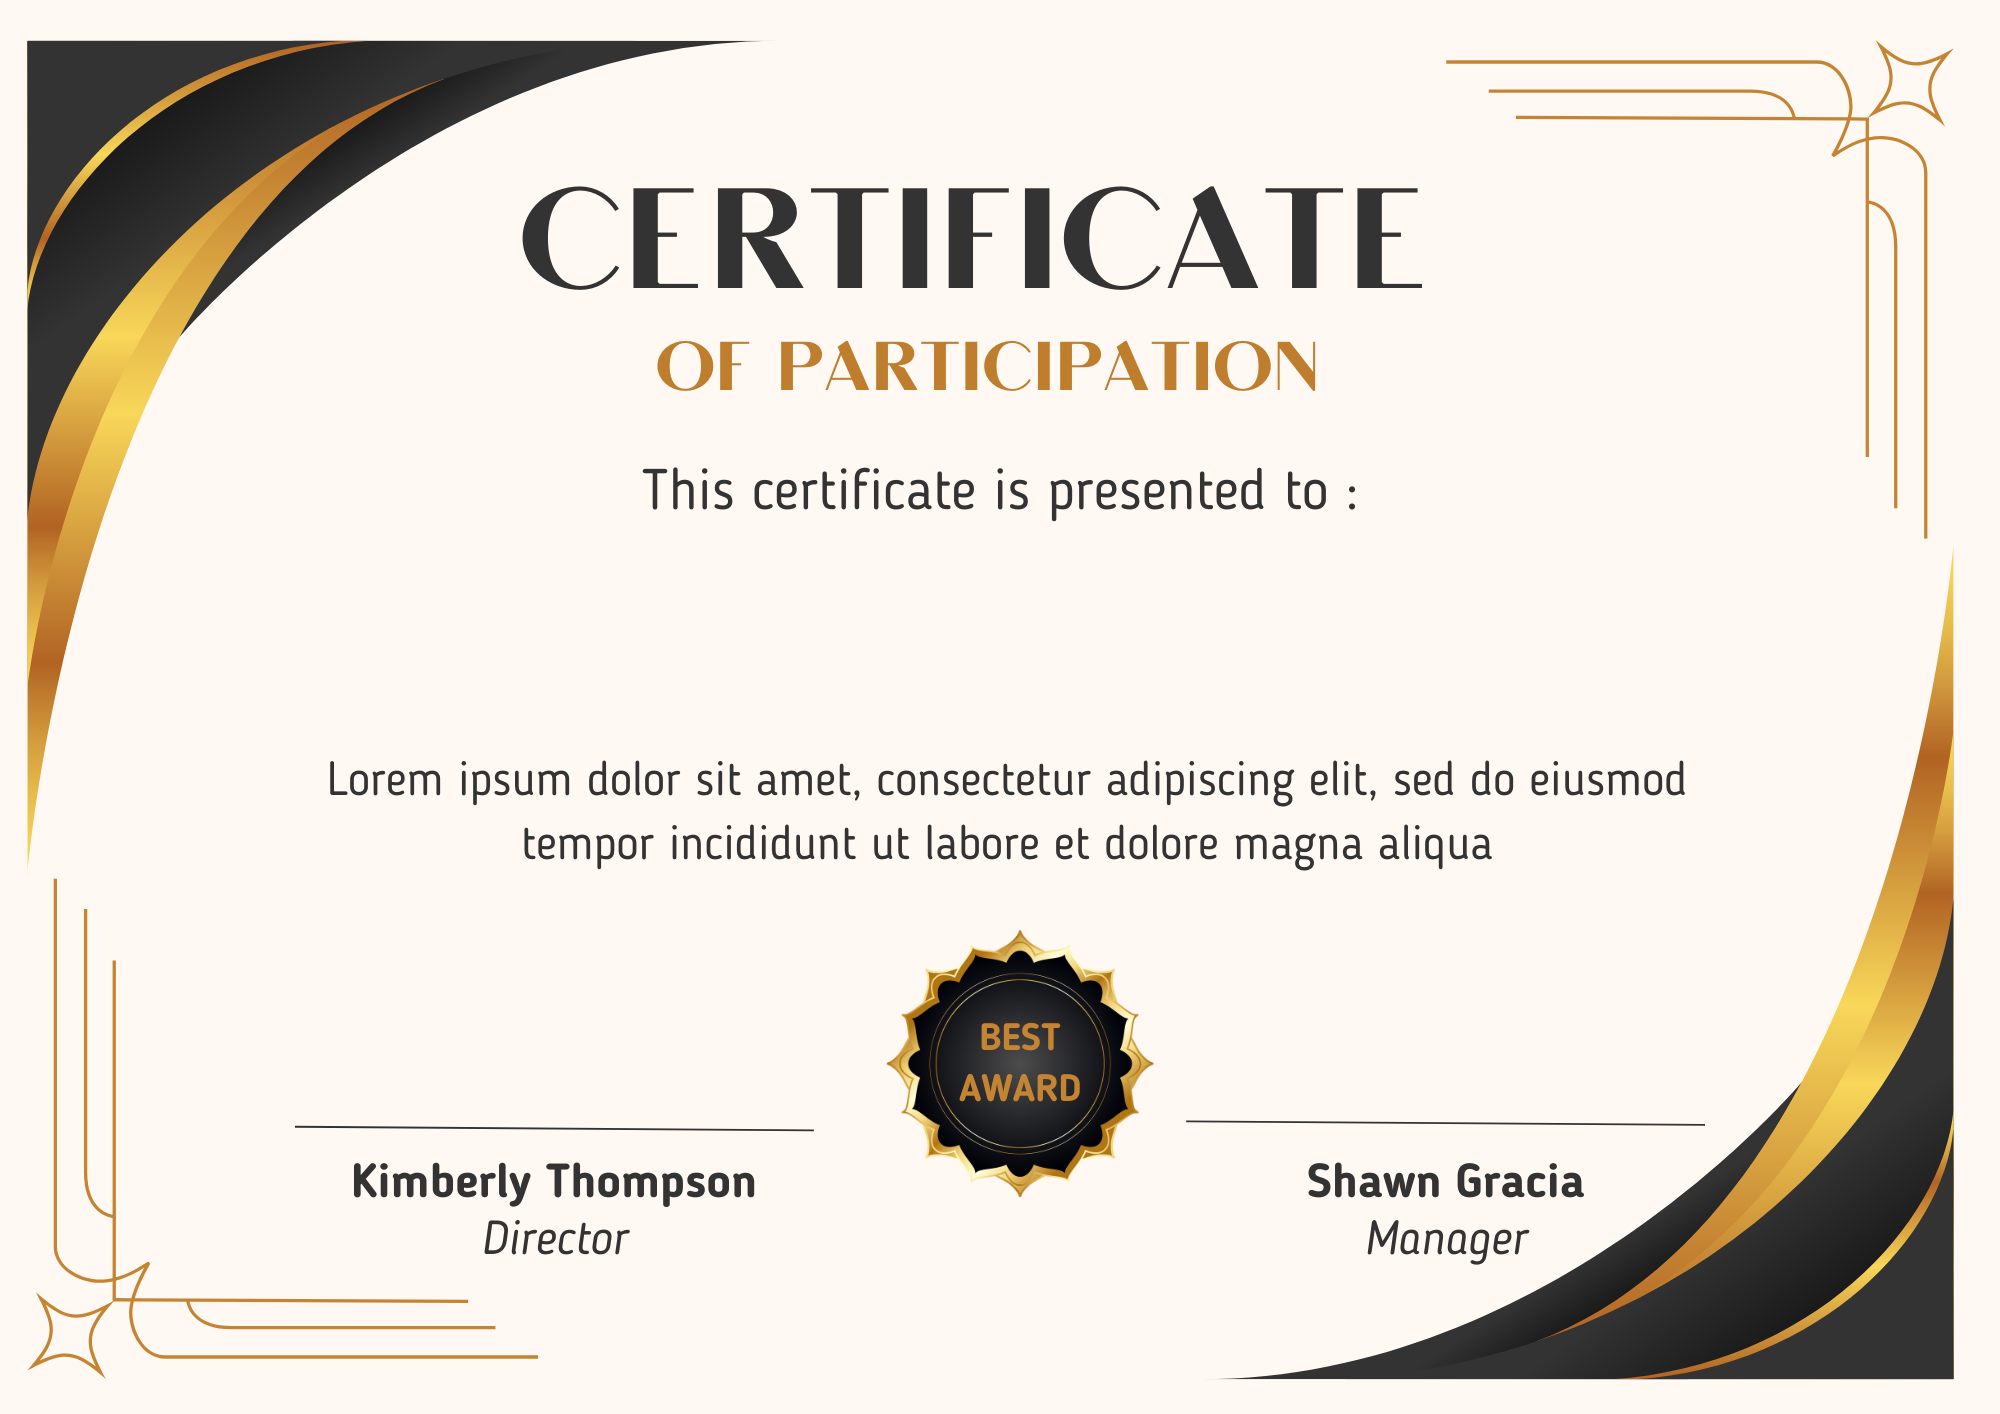 CERTIFICATE
OF PARTICIPATION
This certificate is presented to :
Lorem ipsum dolor sit amet, consectetur adipiscing elit, sed do eiusmod
tempor incididunt ut labore et dolore magna aliqua
BEST
AWARD
Kimberly Thompson
Director
Shawn Gracia
Manager